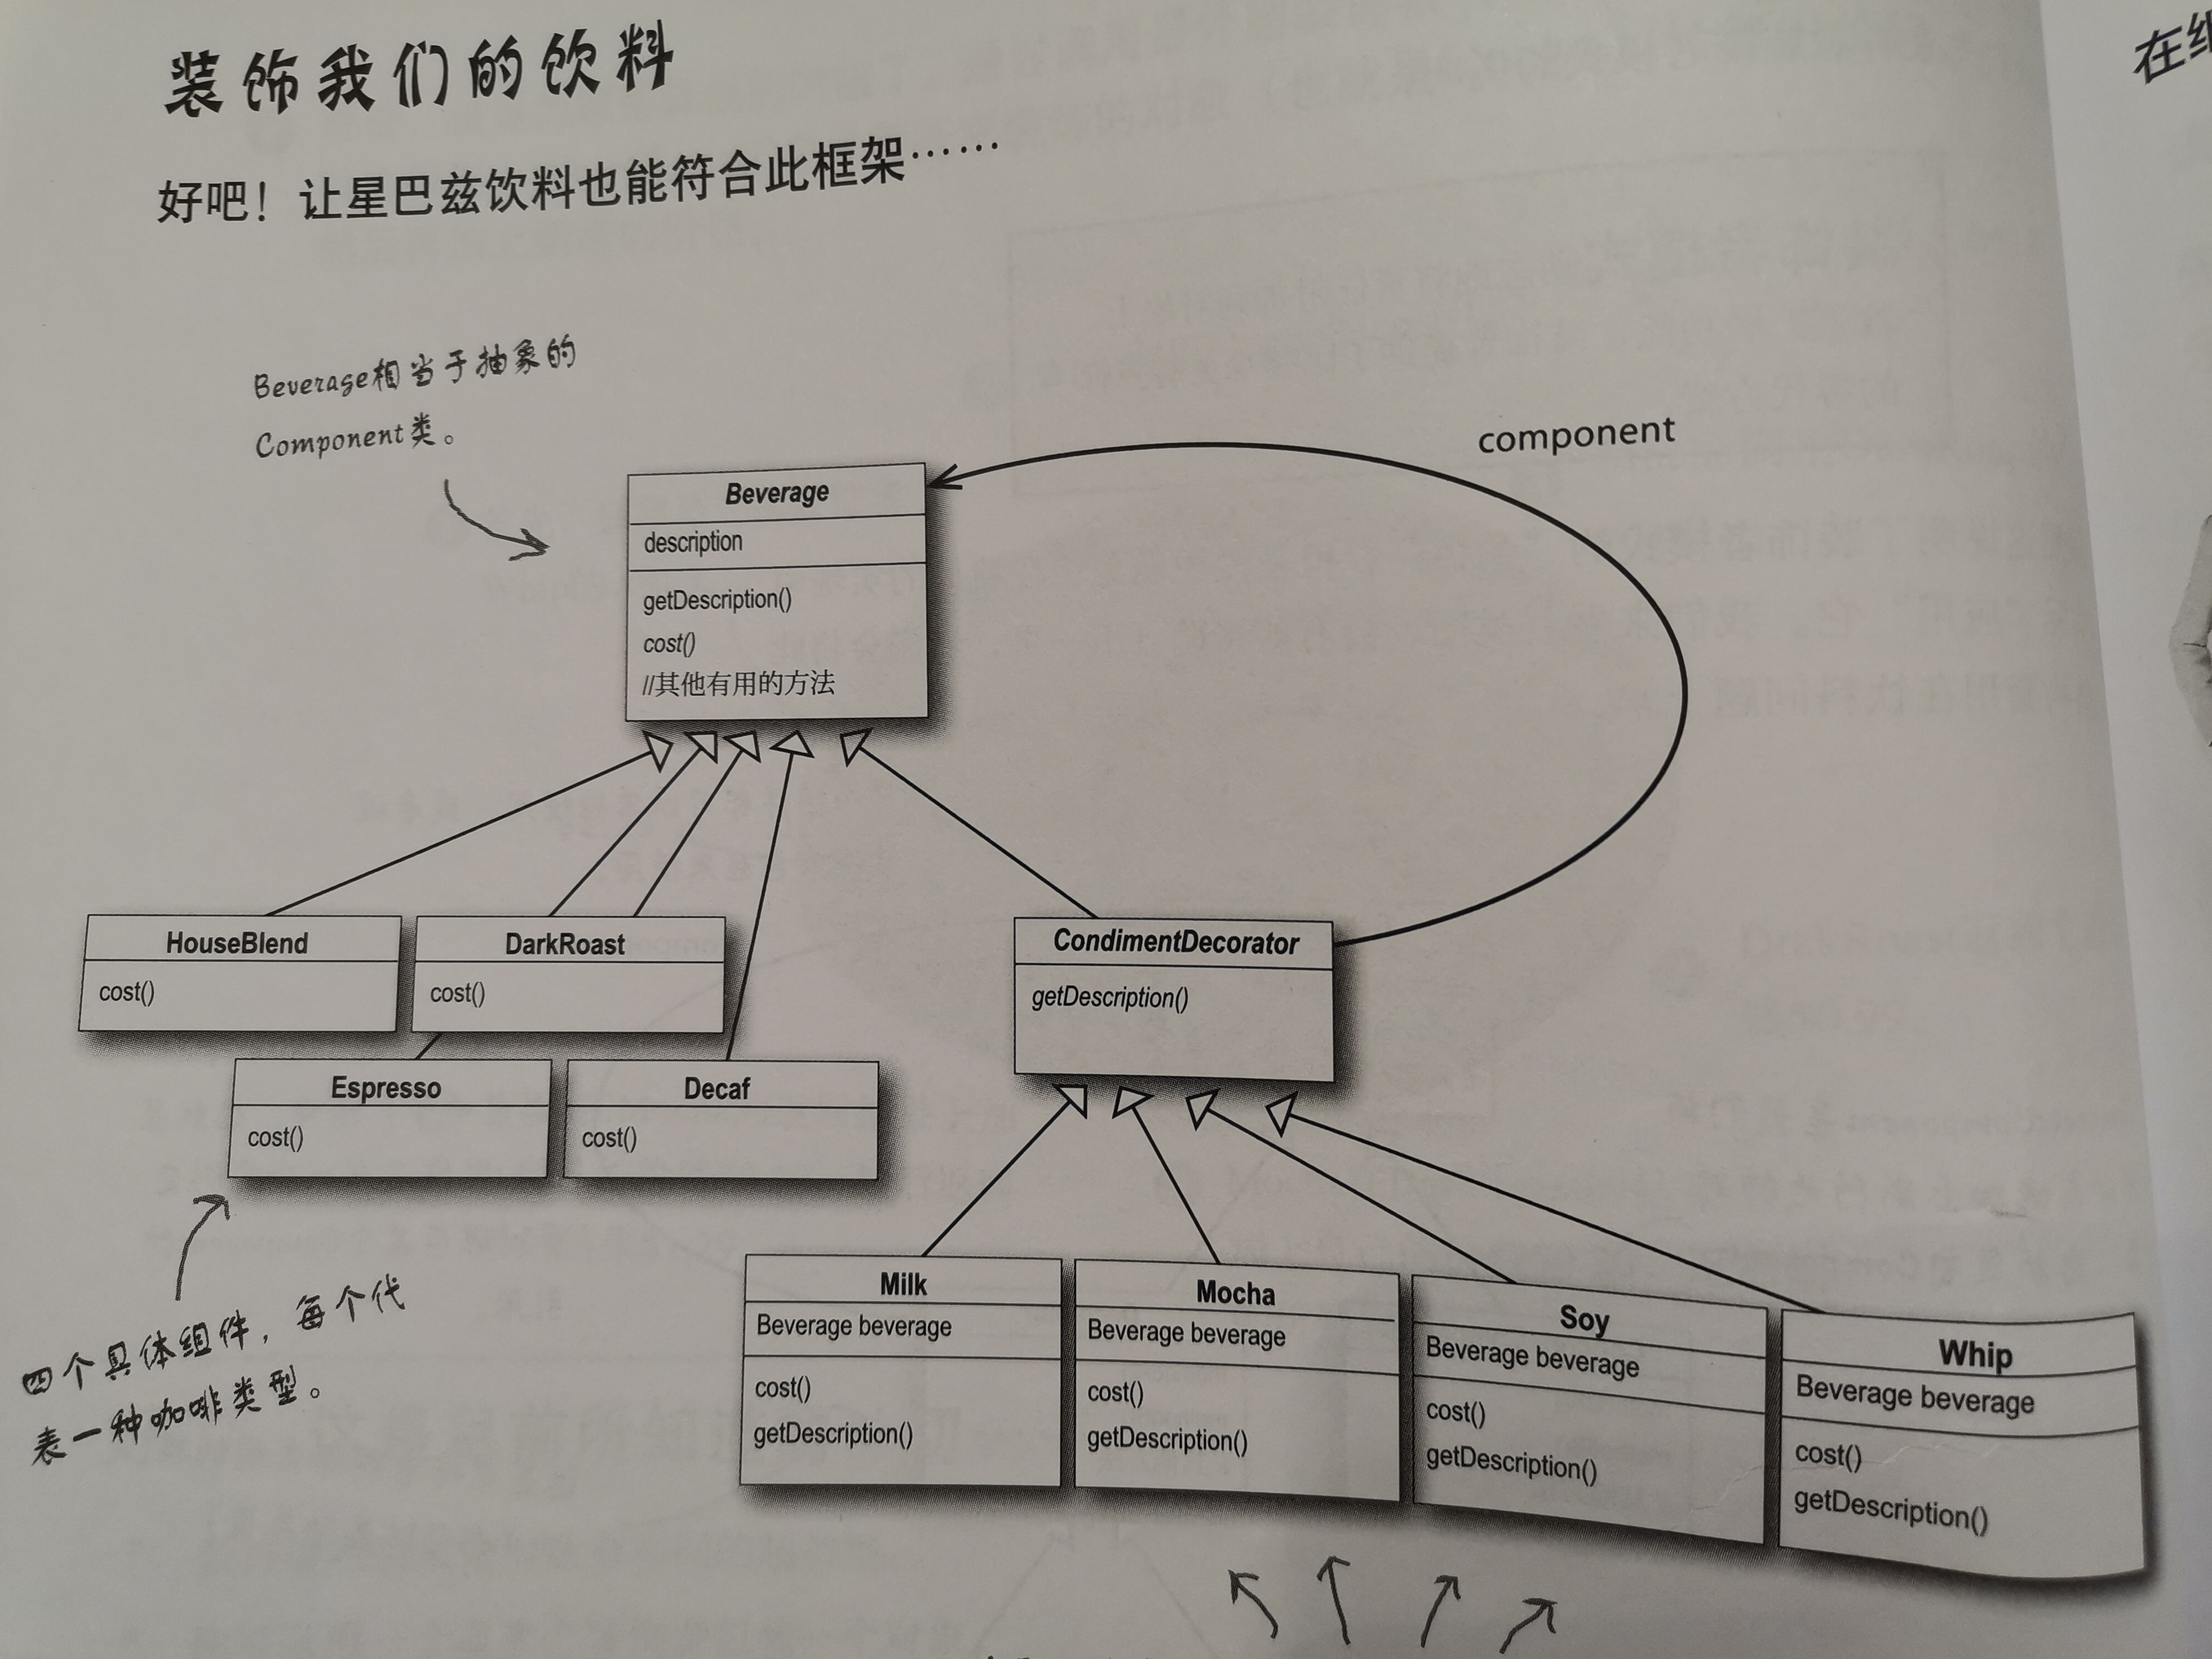 装饰我们的饮料
好吧！让星巴兹饮料也能符合此框架……
Beverage相当于抽象的
Component类。
component
Beverage
description
getDescription()
cost()
//其他有用的方法
HouseBlend
cost()
DarkRoast
cost()
CondimentDecorator
getDescription()
Espresso
cost()
Decaf
cost()
四个具体组件，每个代
表一种咖啡类型。
Milk
Beverage beverage
cost()
getDescription()
Mocha
Beverage beverage
cost()
getDescription()
Soy
Beverage beverage
cost()
getDescription()
Whip
Beverage beverage
cost()
getDescription()
在